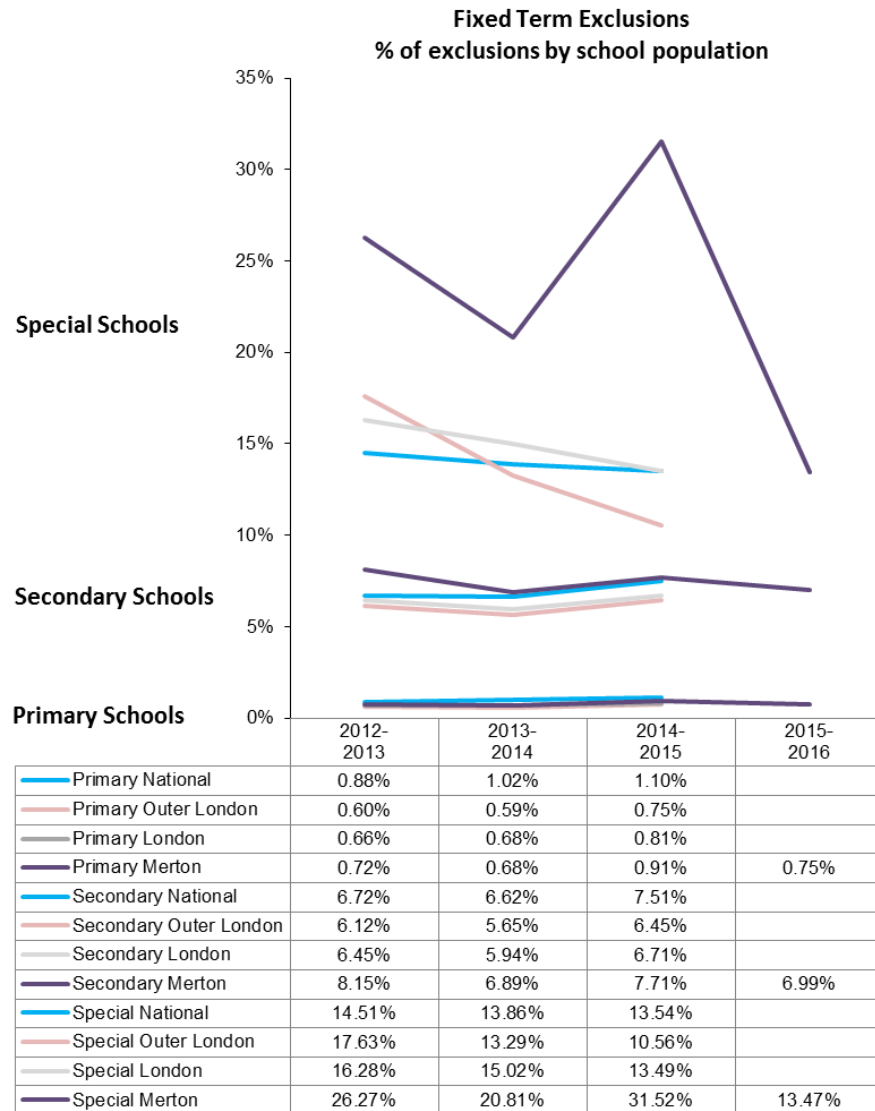 Fixed Term Exclusions
% of exclusions by school population
35%
30%
25%
Special Schools
20%
15%
10%
Secondary Schools
5%
Primary Schools
0%
2012-
2013
2013-
2014
2014-
2015
2015-
2016
Primary National 0.88% 1.02% 1.10%
Primary Outer London 0.60% 0.59% 0.75%
Primary London 0.66% 0.68% 0.81%
Primary Merton 0.72% 0.68% 0.91% 0.75%
Secondary National 6.72% 6.62% 7.51%
Secondary Outer London 6.12% 5.65% 6.45%
Secondary London 6.45% 5.94% 6.71%
Secondary Merton 8.15% 6.89% 7.71% 6.99%
Special National 14.51% 13.86% 13.54%
Special Outer London 17.63% 13.29% 10.56%
Special London 16.28% 15.02% 13.49%
Special Merton 26.27% 20.81% 31.52% 13.47%